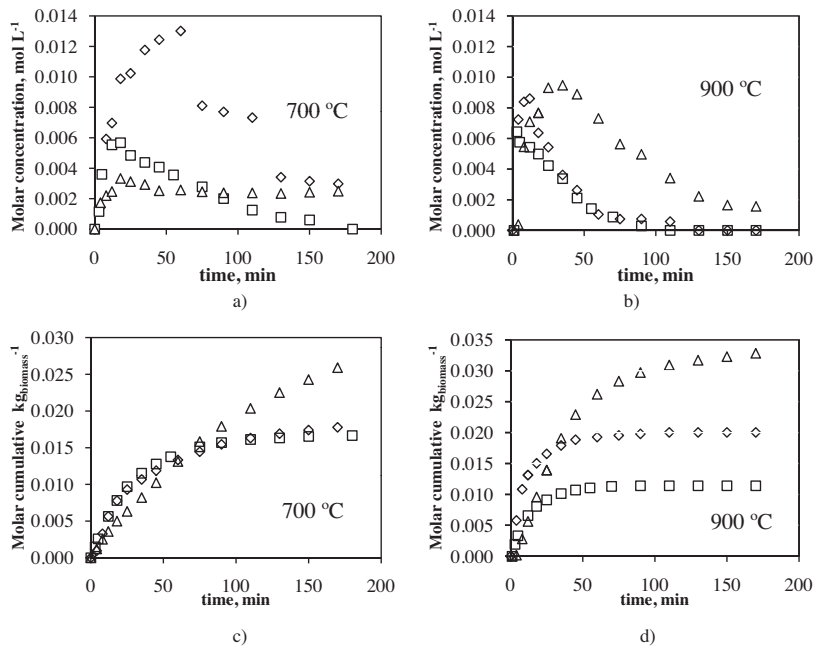 0.014
0.012
0.010
0.008
0.006
0.004
0.002
0.000
Molar concentration, mol L-1
700 ºC
0 50 100 150 200
time, min
a)
0.014
0.012
0.010
0.008
0.006
0.004
0.002
0.000
Molar concentration, mol L-1
900 ºC
0 50 100 150 200
time, min
b)
0.030
0.025
0.020
0.015
0.010
0.005
0.000
Molar cumulative kgbiomass-1
700 ºC
0 50 100 150 200
time, min
c)
0.035
0.030
0.025
0.020
0.015
0.010
0.005
0.000
Molar cumulative kgbiomass-1
900 ºC
0 50 100 150 200
time, min
d)